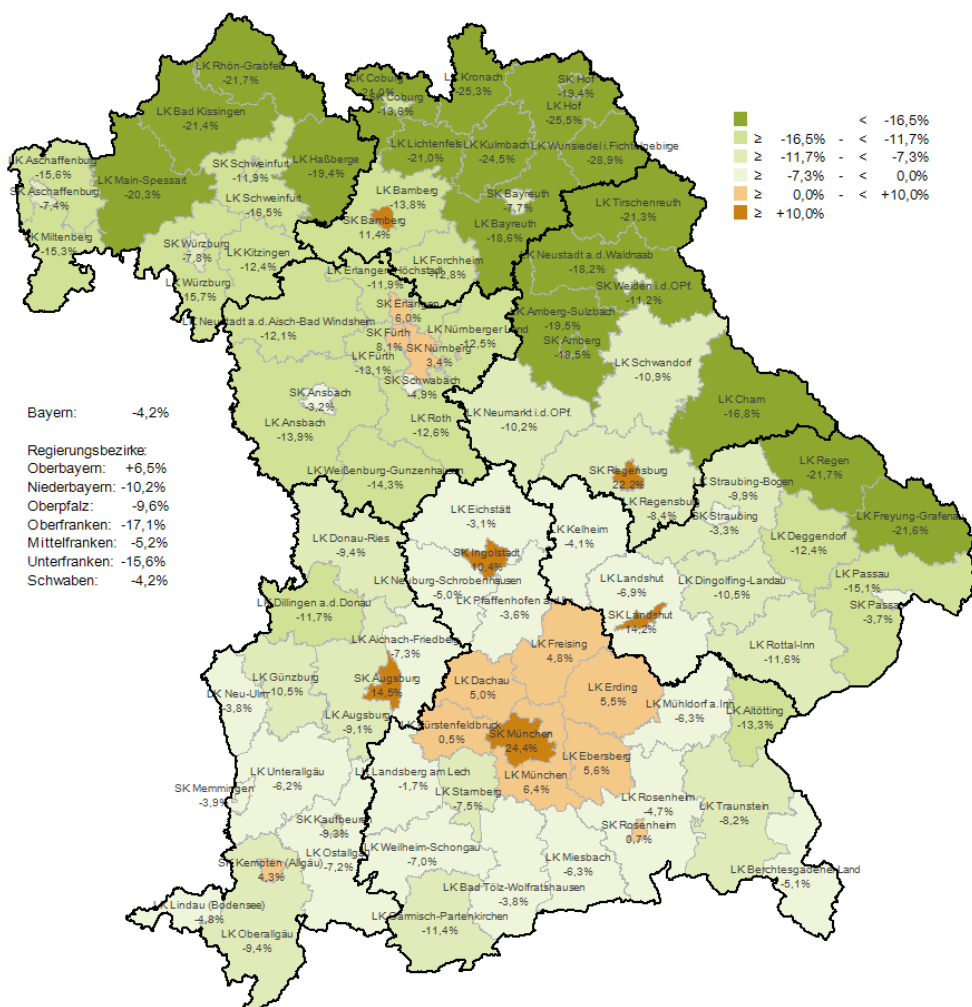 LK Rhön-Grabfeld
-21,7%
LK Bad Kissingen
-21,4%
LK Aschaffenburg
-15,6%
SK Aschaffenburg
-7,4%
LK Main-Spessart
-20,3%
LK Miltenberg
-15,3%
SK Schweinfurt
-11,9%
LK Haßberge
-19,4%
LK Schweinfurt
-16,5%
SK Würzburg
-7,8%
LK Kitzingen
-12,4%
LK Würzburg
-15,7%
LK Coburg
-21,0%
SK Coburg
-13,6%
LK Kronach
-25,3%
SK Hof
-19,4%
LK Hof
-25,5%
LK Lichtenfels
-21,0%
LK Kulmbach
-24,5%
LK Wunsiedel i.Fichtelgebirge
-28,9%
LK Bamberg
-13,8%
SK Bamberg
11,4%
SK Bayreuth
-7,7%
LK Bayreuth
-18,6%
LK Forchheim
-12,8%
LK Tirschenreuth
-21,3%
LK Neustadt a.d.Waldnaab
-18,2%
SK Weiden i.d.OPf.
-11,2%
LK Amberg-Sulzbach
-19,5%
SK Amberg
-18,5%
LK Schwandorf
-10,9%
LK Cham
-16,8%
LK Neumarkt i.d.OPf.
-10,2%
SK Regensburg
22,2%
LK Regensburg
-8,4%
LK Erlangen-Höchstadt
-11,9%
SK Erlangen
6,0%
LK Neustadt a.d.Aisch-Bad Windsheim
-12,1%
SK Fürth
8,1%
LK Nürnberger Land
-12,5%
SK Nürnberg
3,4%
LK Fürth
-13,1%
SK Schwabach
-4,9%
SK Ansbach
-3,2%
LK Ansbach
-13,9%
LK Roth
-12,6%
LK Weißenburg-Gunzenhausen
-14,3%
< -16,5%
≥ -16,5% - < -11,7%
≥ -11,7% - < -7,3%
≥ -7,3% - < 0,0%
≥ 0,0% - < +10,0%
≥ +10,0%
Bayern: -4,2%
Regierungsbezirke:
Oberbayern: +6,5%
Niederbayern: -10,2%
Oberpfalz: -9,6%
Oberfranken: -17,1%
Mittelfranken: -5,2%
Unterfranken: -15,6%
Schwaben: -4,2%
LK Regen
-21,7%
LK Straubing-Bogen
-9,9%
SK Straubing
-3,3%
LK Freyung-Grafenau
-21,6%
LK Deggendorf
-12,4%
LK Kelheim
-4,1%
LK Landshut
-6,9%
LK Dingolfing-Landau
-10,5%
LK Passau
-15,1%
SK Passau
-3,7%
SK Landshut
14,2%
LK Rottal-Inn
-11,6%
LK Eichstätt
-3,1%
SK Ingolstadt
10,4%
LK Neuburg-Schrobenhausen
-5,0%
LK Pfaffenhofen a.d.Ilm
-3,6%
LK Donau-Ries
-9,4%
LK Dillingen a.d.Donau
-11,7%
LK Aichach-Friedberg
-7,3%
LK Günzburg
-10,5%
SK Augsburg
14,5%
LK Neu-Ulm
-3,8%
LK Augsburg
-9,1%
LK Freising
4,8%
LK Dachau
5,0%
LK Erding
5,5%
LK Mühldorf a.Inn
-6,3%
LK Altötting
-13,3%
LK Fürstenfeldbruck
0,5%
SK München
24,4%
LK Ebersberg
5,6%
LK München
6,4%
LK Landsberg am Lech
-1,7%
LK Starnberg
-7,5%
LK Unterallgäu
-6,2%
SK Memmingen
-3,9%
SK Kaufbeuren
-9,3%
LK Ostallgäu
-7,2%
SK Kempten (Allgäu)
4,3%
LK Lindau (Bodensee)
-4,8%
LK Oberallgäu
-9,4%
LK Weilheim-Schongau
-7,0%
LK Rosenheim
-4,7%
SK Rosenheim
0,7%
LK Traunstein
-8,2%
LK Miesbach
-6,3%
LK Bad Tölz-Wolfratshausen
-3,8%
LK Garmisch-Partenkirchen
-11,4%
LK Berchtesgadener Land
-5,1%